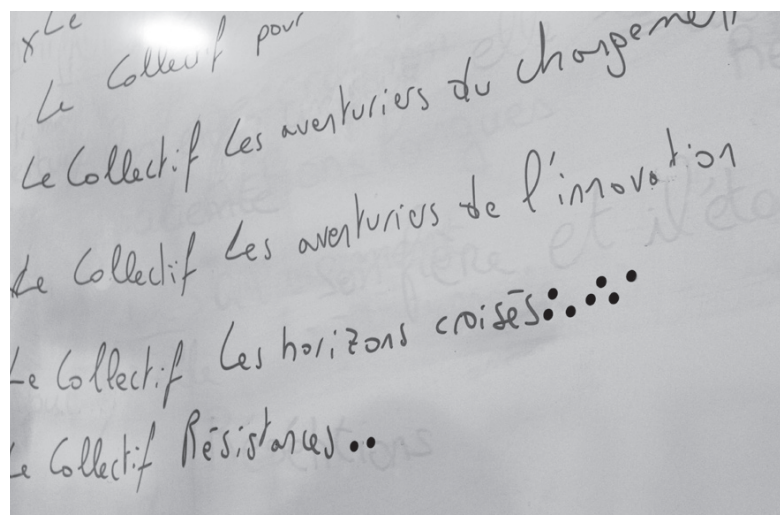 x Le
Le Collectif pour
Le Collectif Les aventuriers du changement
Le Collectif Les aventuriers de l'innovation
Le Collectif Les horizons croisés
Le Collectif Résistances